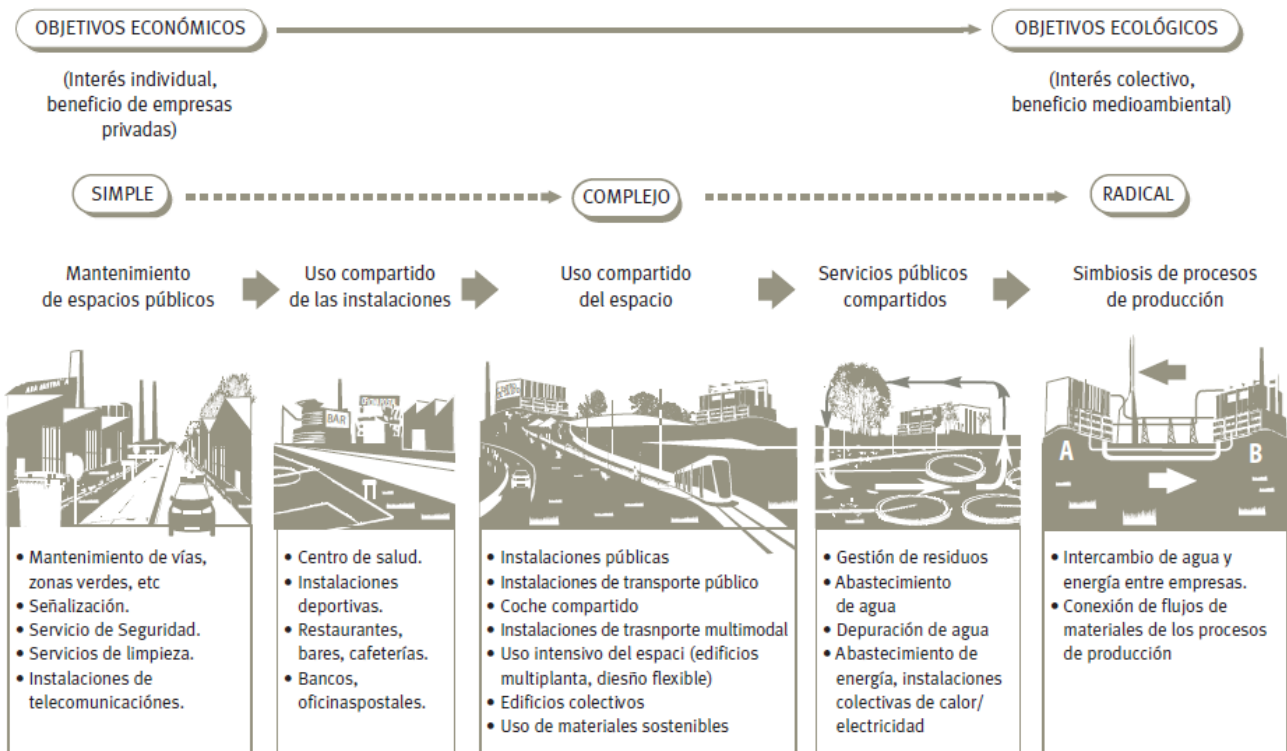 OBJETIVOS ECONÓMICOS
OBJETIVOS ECOLÓGICOS
(Interés individual,
beneficio de empresas
privadas)
(Interés colectivo,
beneficio medioambiental)
SIMPLE
COMPLEJO
RADICAL
Mantenimiento
de espacios públicos
Uso compartido
de las instalaciones
Uso compartido
del espacio
Servicios públicos
compartidos
Simbiosis de procesos
de producción
BAR
A
B
• Mantenimiento de vías,
zonas verdes, etc
• Señalización.
• Servicio de Seguridad.
• Servicios de limpieza.
• Instalaciones de
telecomunicaciónes.
• Centro de salud.
• Instalaciones
deportivas.
• Restaurantes,
bares, cafeterías.
• Bancos,
oficinaspostales.
• Instalaciones públicas
• Instalaciones de transporte público
• Coche compartido
• Instalaciones de trasnporte multimodal
• Uso intensivo del espaci (edificios
multiplanta, diesño flexible)
• Edificios colectivos
• Uso de materiales sostenibles
• Gestión de residuos
• Abastecimiento
de agua
• Depuración de agua
• Abastecimiento de
energía, instalaciones
colectivas de calor/
electricidad
• Intercambio de agua y
energía entre empresas.
• Conexión de flujos de
materiales de los procesos
de producción